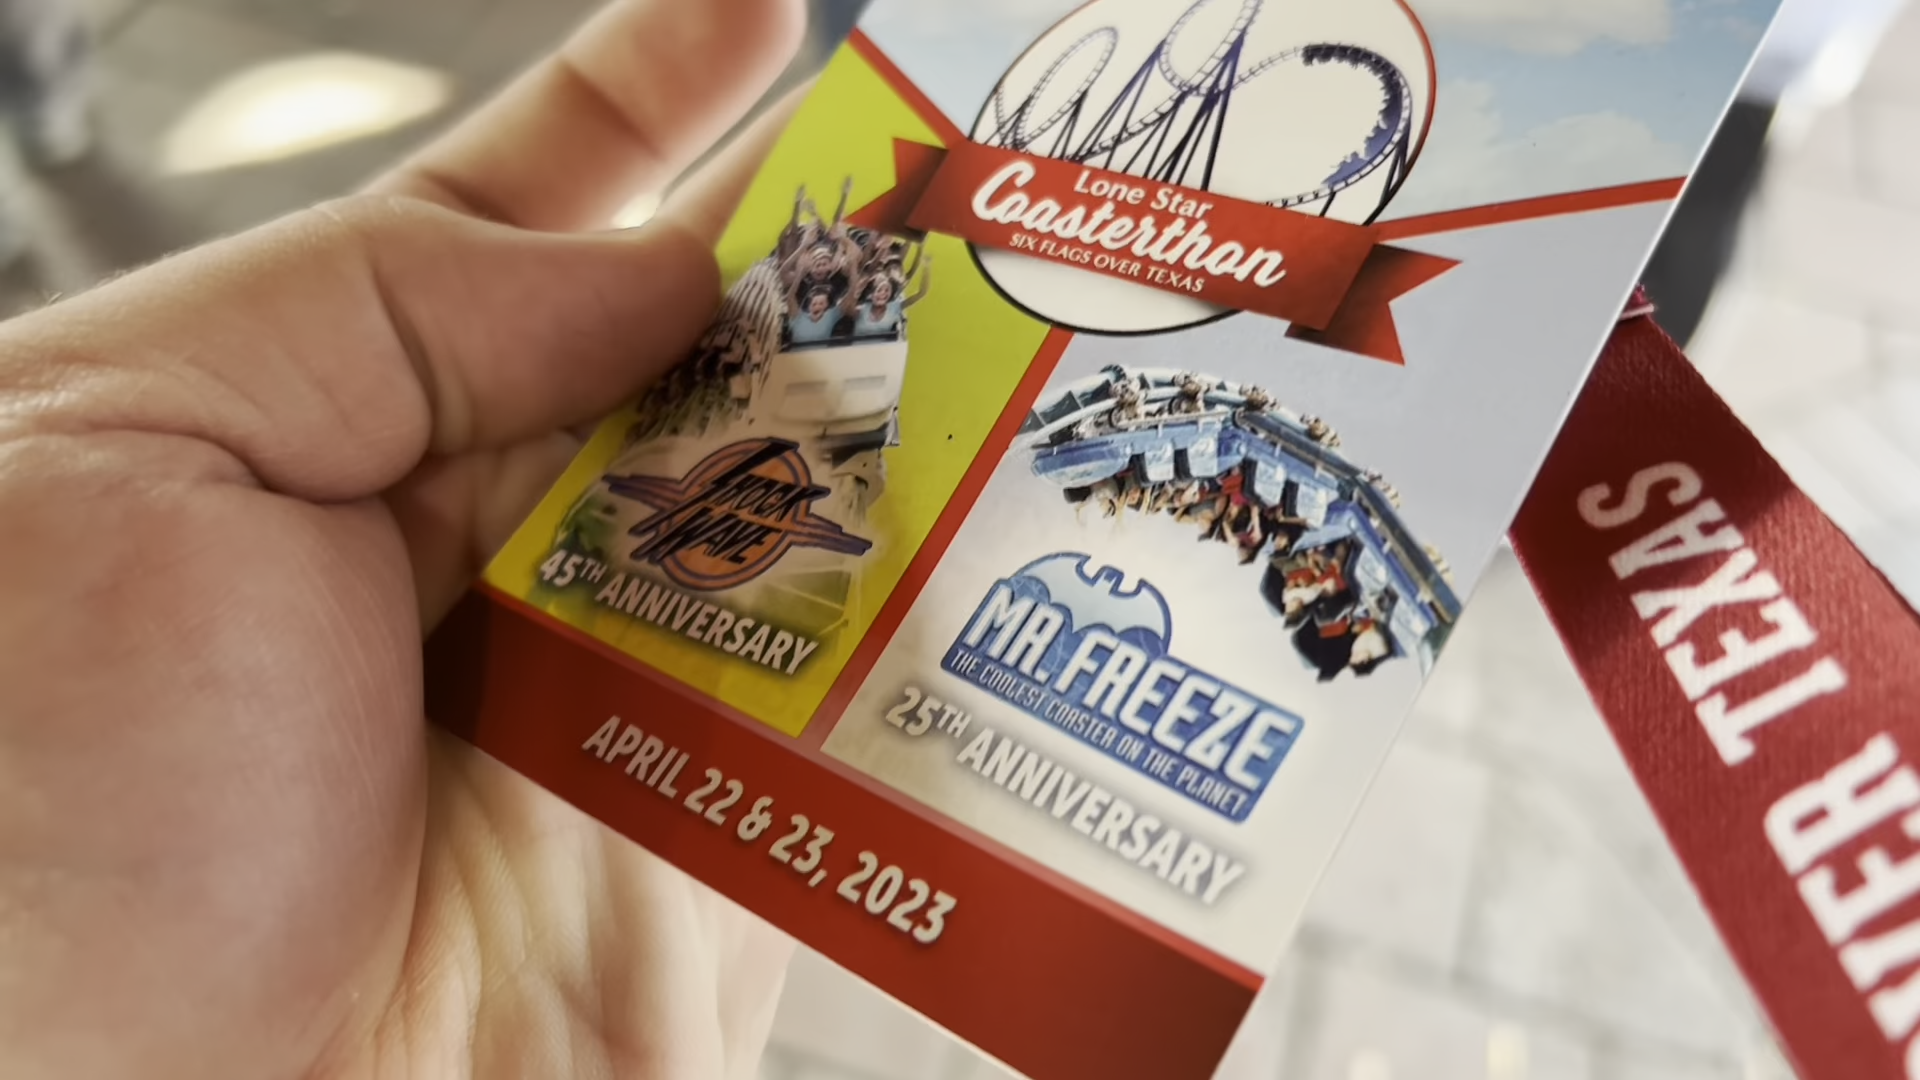 Lone Star
Coasterthon
SIX FLAGS OVER TEXAS
SHOCK
WAVE
45TH ANNIVERSARY
MR. FREEZE
THE COOLEST COASTER ON THE PLANET
25TH ANNIVERSARY
APRIL 22 & 23, 2023
S TEXAS